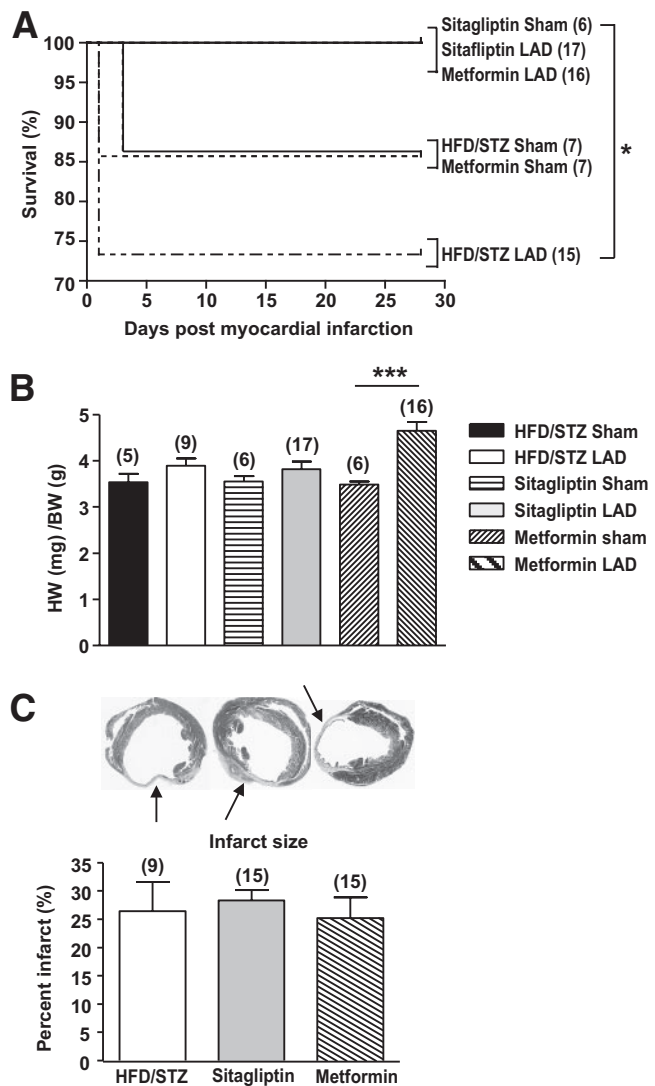 A
Survival (%)
100
95
90
85
80
75
70
0 5 10 15 20 25 30
Days post myocardial infarction
Sitagliptin Sham (6)
Sitafliptin LAD (17)
Metformin LAD (16)
HFD/STZ Sham (7)
Metformin Sham (7)
HFD/STZ LAD (15)
*
B
HW (mg) /BW (g)
5
4
3
2
1
0
(5) (9) (6) (17) (6) (16)
***
HFD/STZ Sham
HFD/STZ LAD
Sitagliptin Sham
Sitagliptin LAD
Metformin sham
Metformin LAD
C
Infarct size
Percent infarct (%)
35
30
25
20
15
10
5
0
(9) (15) (15)
HFD/STZ Sitagliptin Metformin